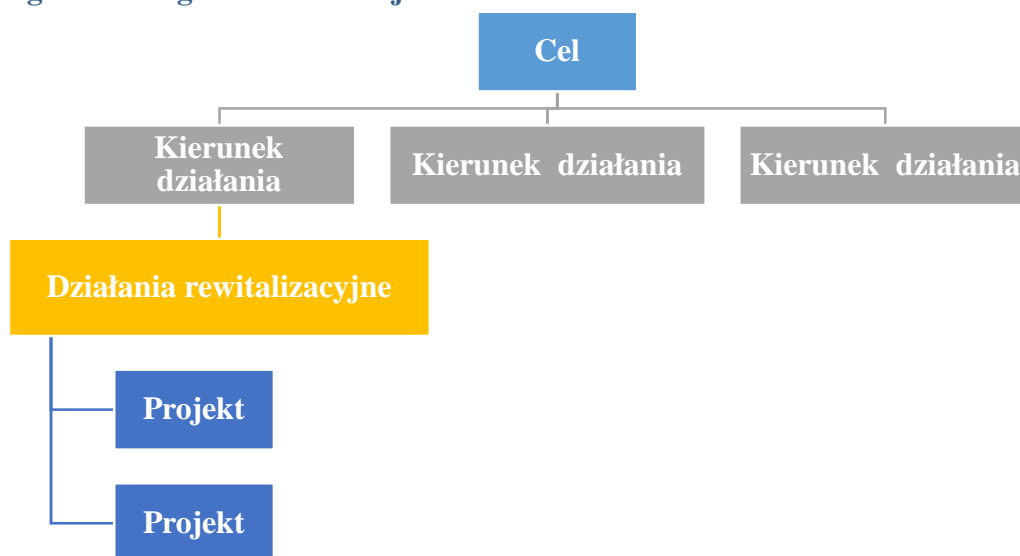 Cel
Kierunek
działania
Kierunek działania
Kierunek działania
Działania rewitalizacyjne
Projekt
Projekt